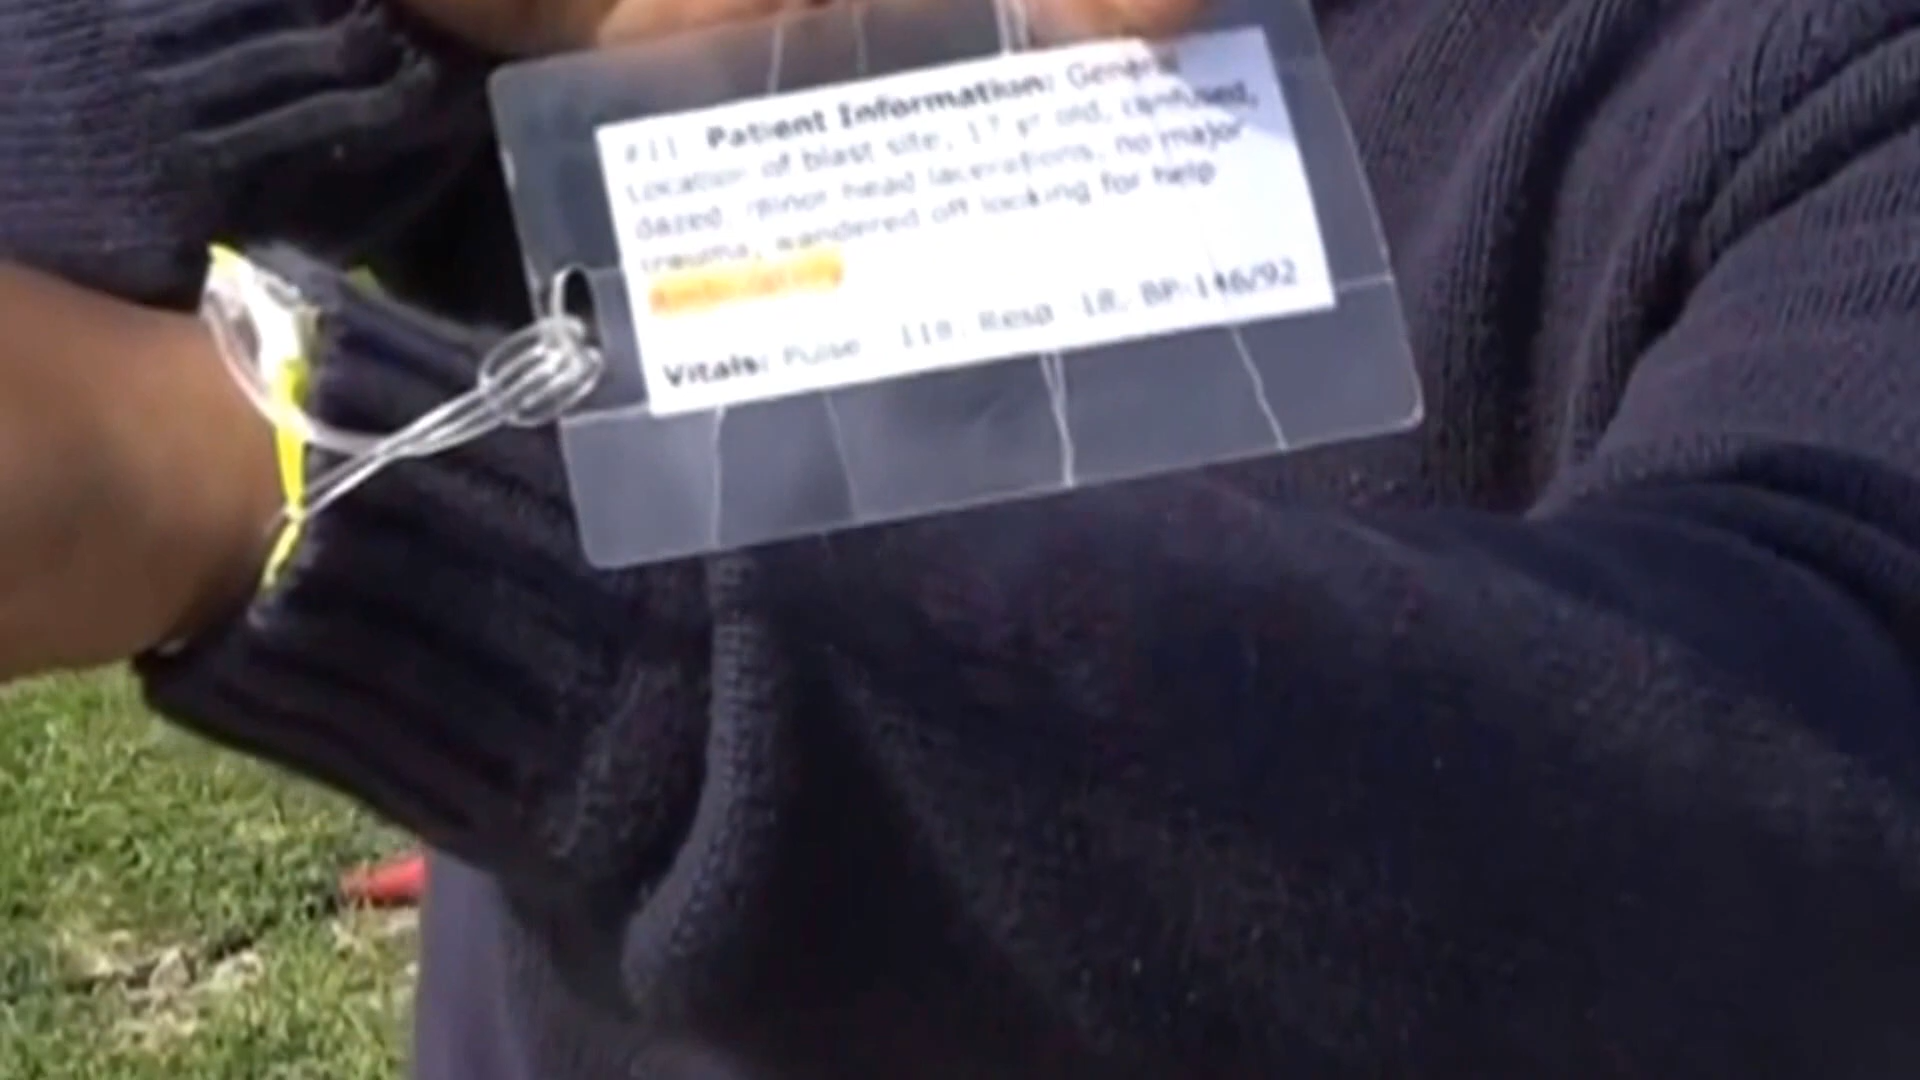 #11 Patient Information: General
Location of blast site, 17 yr old, confused,
dazed, minor head lacerations, no major
trauma, wandered off looking for help
Ambulatory
Vitals: Pulse 110, Resp 18, BP-146/92